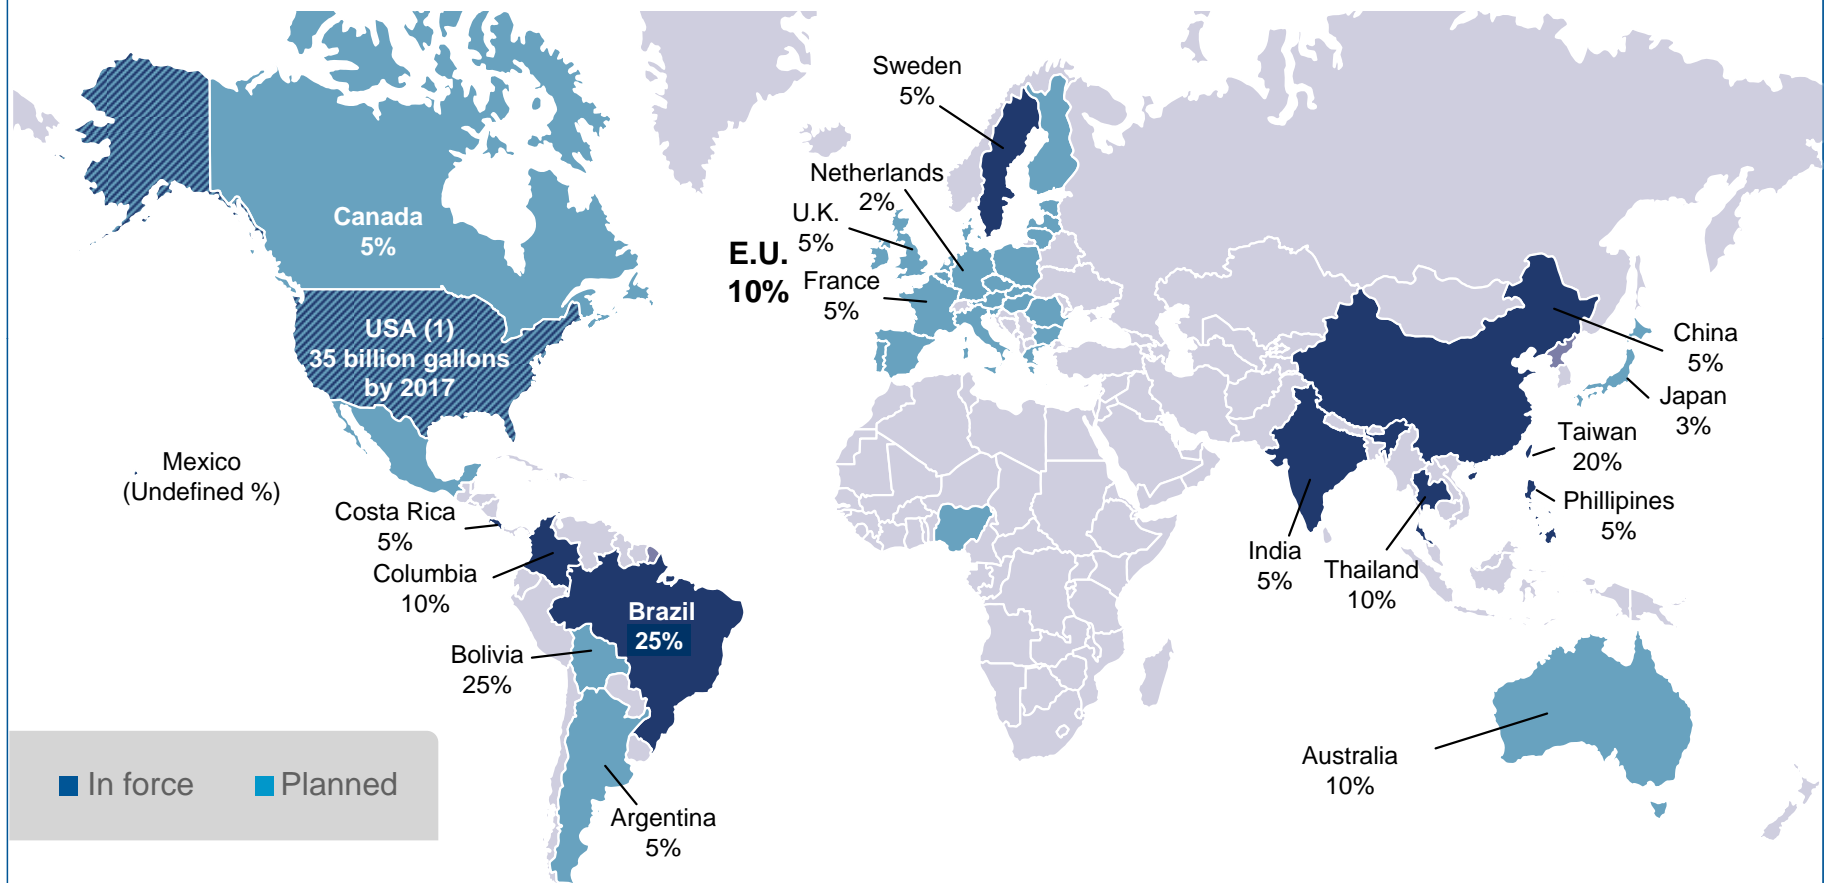 Sweden
5%
Netherlands
2%
U.K.
5%
E.U.
10%
France
5%
Canada
5%
USA (1)
35 billion gallons
by 2017
Mexico
(Undefined %)
Costa Rica
5%
Columbia
10%
Brazil
25%
Bolivia
25%
Argentina
5%
China
5%
Japan
3%
Taiwan
20%
Phillipines
5%
India
5%
Thailand
10%
Australia
10%
In force
Planned